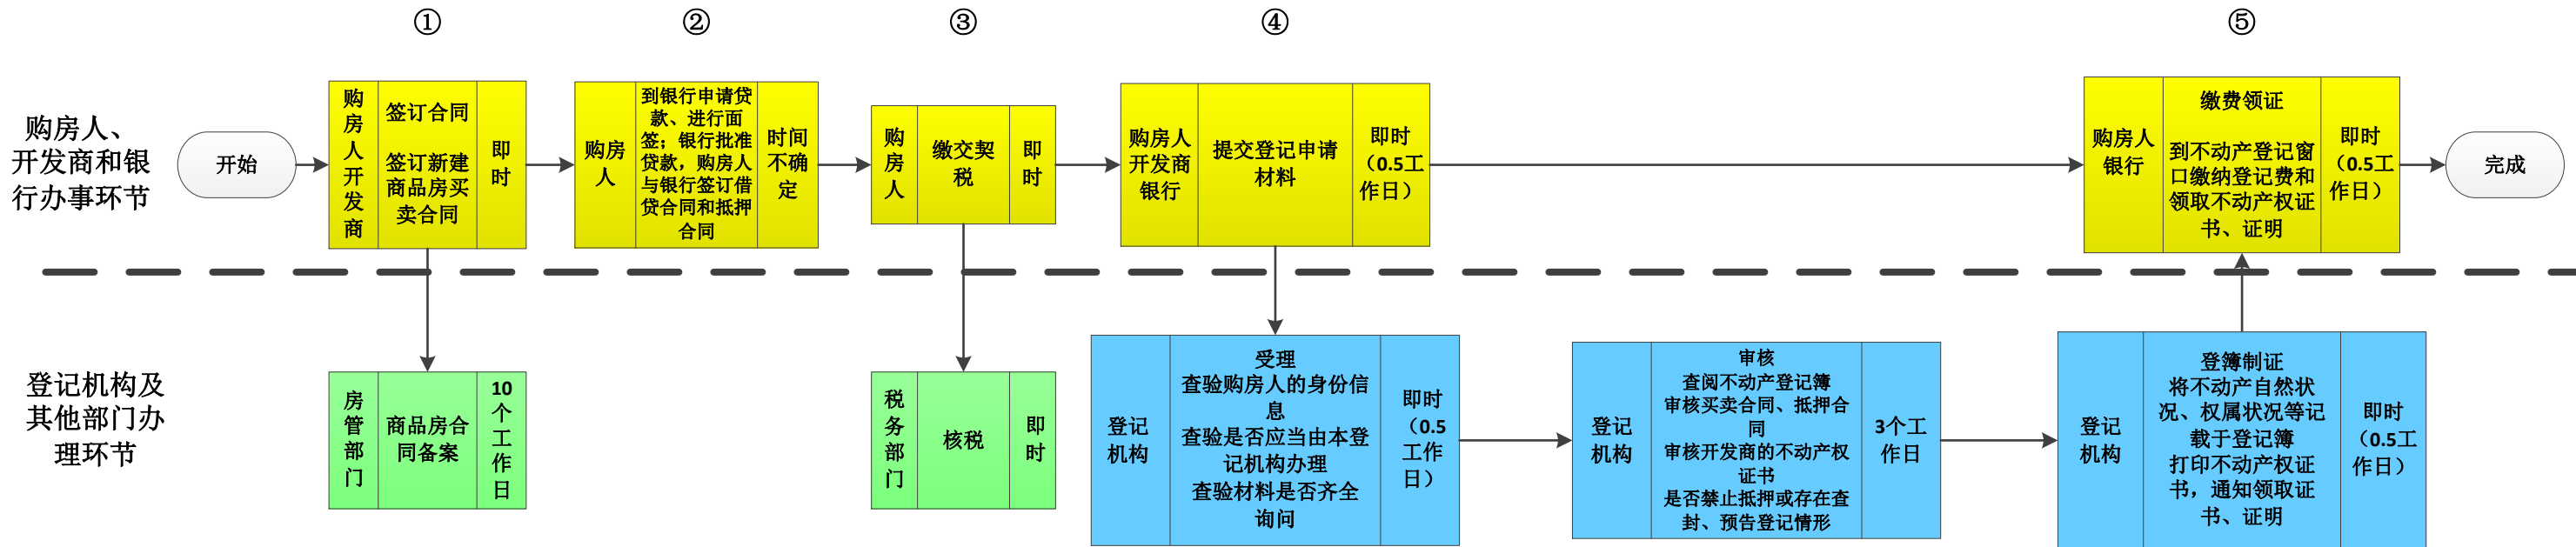 ①
②
③
④
⑤
购房人、
开发商和银
行办事环节
开始
购
房
人
开
发
商
签订合同
签订新建
商品房买
卖合同
即
时
购房
人
到银行申请贷
款、进行面
签；银行批准
贷款，购房人
与银行签订借
贷合同和抵押
合同
时间
不确
定
购
房
人
缴交契
税
即
时
购房人
开发商
银行
提交登记申请
材料
即时
（0.5工
作日）
购房人
银行
缴费领证
到不动产登记窗
口缴纳登记费和
领取不动产权证
书、证明
即时
（0.5工
作日）
完成
登记机构及
其他部门办
理环节
房
管
部
门
商品房合
同备案
10
个
工
作
日
税
务
部
门
核税
即
时
登记
机构
受理
查验购房人的身份信
息
查验是否应当由本登
记机构办理
查验材料是否齐全
询问
即时
（0.5
工作
日）
登记
机构
审核
查阅不动产登记簿
审核买卖合同、抵押合
同
审核开发商的不动产权
证书
是否禁止抵押或存在查
封、预告登记情形
3个工
作日
登记
机构
登簿制证
将不动产自然状
况、权属状况等记
载于登记簿
打印不动产权证
书，通知领取证
书、证明
即时
（0.5工
作日）